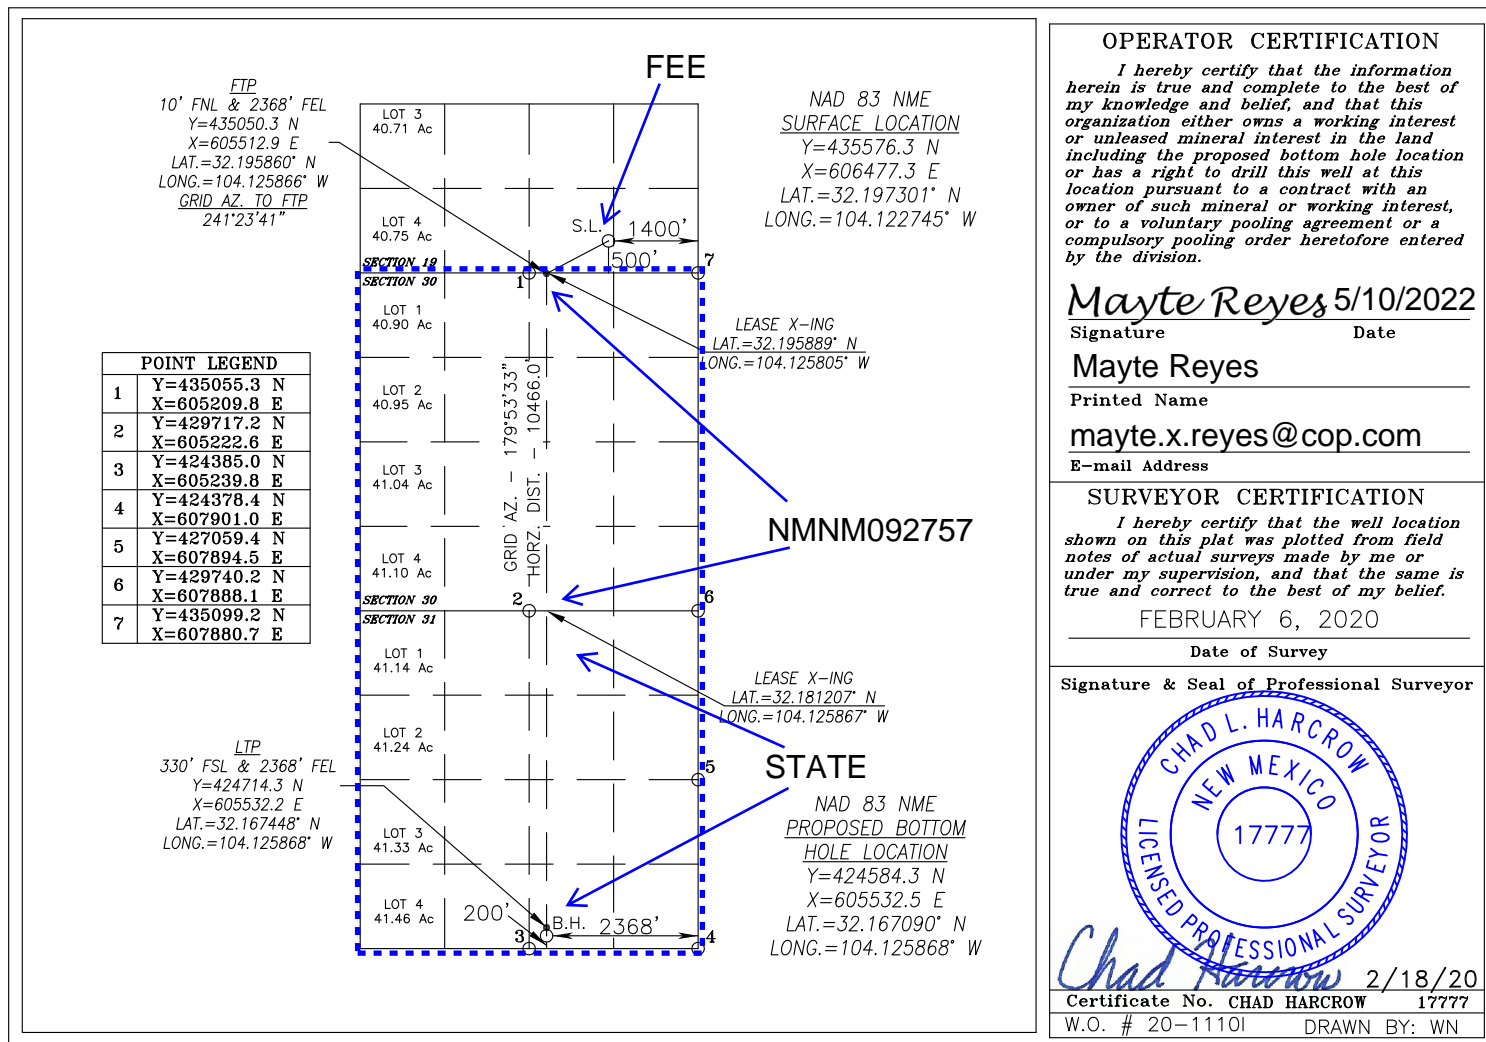 FEE
FTP
10' FNL & 2368' FEL
Y=435050.3 N
X=605512.9 E
LAT.=32.195860° N
LONG.=104.125866° W
GRID AZ. TO FTP
241°23'41"
NAD 83 NME
SURFACE LOCATION
Y=435576.3 N
X=606477.3 E
LAT.=32.197301° N
LONG.=104.122745° W
LOT 3
40.71 Ac
LOT 4
40.75 Ac
S.L.
1400'
500'
SECTION 19
SECTION 30
1
7
LOT 1
40.90 Ac
LEASE X-ING
LAT.=32.195889° N
LONG.=104.125805° W
LOT 2
40.95 Ac
GRID AZ. - 179°53'33"
HORZ. DIST. - 10466.0'
LOT 3
41.04 Ac
NMNM092757
LOT 4
41.10 Ac
SECTION 30
SECTION 31
2
6
POINT LEGEND
1 Y=435055.3 N
X=605209.8 E
2 Y=429717.2 N
X=605222.6 E
3 Y=424385.0 N
X=605239.8 E
4 Y=424378.4 N
X=607901.0 E
5 Y=427059.4 N
X=607894.5 E
6 Y=429740.2 N
X=607888.1 E
7 Y=435099.2 N
X=607880.7 E
LOT 1
41.14 Ac
LEASE X-ING
LAT.=32.181207° N
LONG.=104.125867° W
LOT 2
41.24 Ac
STATE
5
LTP
330' FSL & 2368' FEL
Y=424714.3 N
X=605532.2 E
LAT.=32.167448° N
LONG.=104.125868° W
LOT 3
41.33 Ac
NAD 83 NME
PROPOSED BOTTOM
HOLE LOCATION
Y=424584.3 N
X=605532.5 E
LAT.=32.167090° N
LONG.=104.125868° W
LOT 4
41.46 Ac
200'
B.H.
2368'
3
4
OPERATOR CERTIFICATION
I hereby certify that the information
herein is true and complete to the best of
my knowledge and belief, and that this
organization either owns a working interest
or unleased mineral interest in the land
including the proposed bottom hole location
or has a right to drill this well at this
location pursuant to a contract with an
owner of such mineral or working interest,
or to a voluntary pooling agreement or a
compulsory pooling order heretofore entered
by the division.
Mayte Reyes 5/10/2022
Signature Date
Mayte Reyes
Printed Name
mayte.x.reyes@cop.com
E-mail Address
SURVEYOR CERTIFICATION
I hereby certify that the well location
shown on this plat was plotted from field
notes of actual surveys made by me or
under my supervision, and that the same is
true and correct to the best of my belief.
FEBRUARY 6, 2020
Date of Survey
Signature & Seal of Professional Surveyor
CHAD L. HARCROW
NEW MEXICO
17777
LICENSED PROFESSIONAL SURVEYOR
Chad Harcrow 2/18/20
Certificate No. CHAD HARCROW 17777
W.O. # 20-1110I DRAWN BY: WN